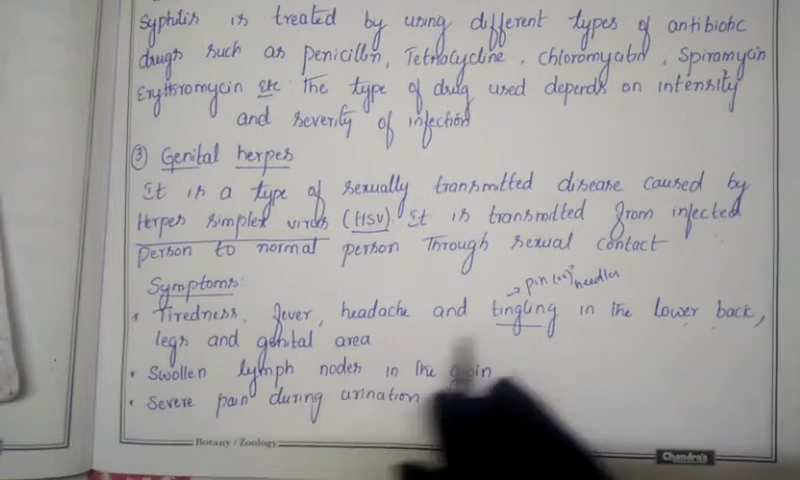 Syphilis is treated by using different types of antibiotic
drugs such as penicillin, Tetracycline, Chloromycetin, Spiramycin
Erythromycin etc The type of drug used depends on intensity
and severity of infection
③ Genital herpes
It is a type of sexually transmitted disease caused by
Herpes simplex virus (HSV). It is transmitted from infected
person to normal person Through sexual contact
Symptoms:
→ pin (or) needles
* Tiredness, fever, headache and tingling in the lower back,
legs and genital area
• Swollen lymph nodes in the groin
• Severe pain during urination
Botany / Zoology
Chandra's